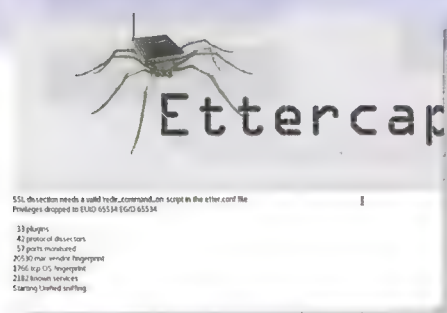 Ettercap
SSL dissection needs a valid 'redir_command_on' script in the etter.conf file
Privileges dropped to EUID 65534 EGID 65534
33 plugins
42 protocol dissectors
57 ports monitored
20530 mac vendor fingerprint
1766 tcp OS fingerprint
2182 known services
Starting Unified sniffing